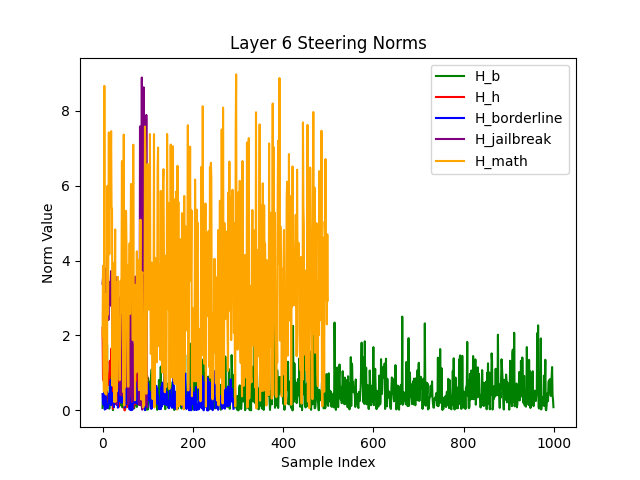 Layer 6 Steering Norms
Norm Value
8
6
4
2
0
H_b
H_h
H_borderline
H_jailbreak
H_math
0 200 400 600 800 1000
Sample Index